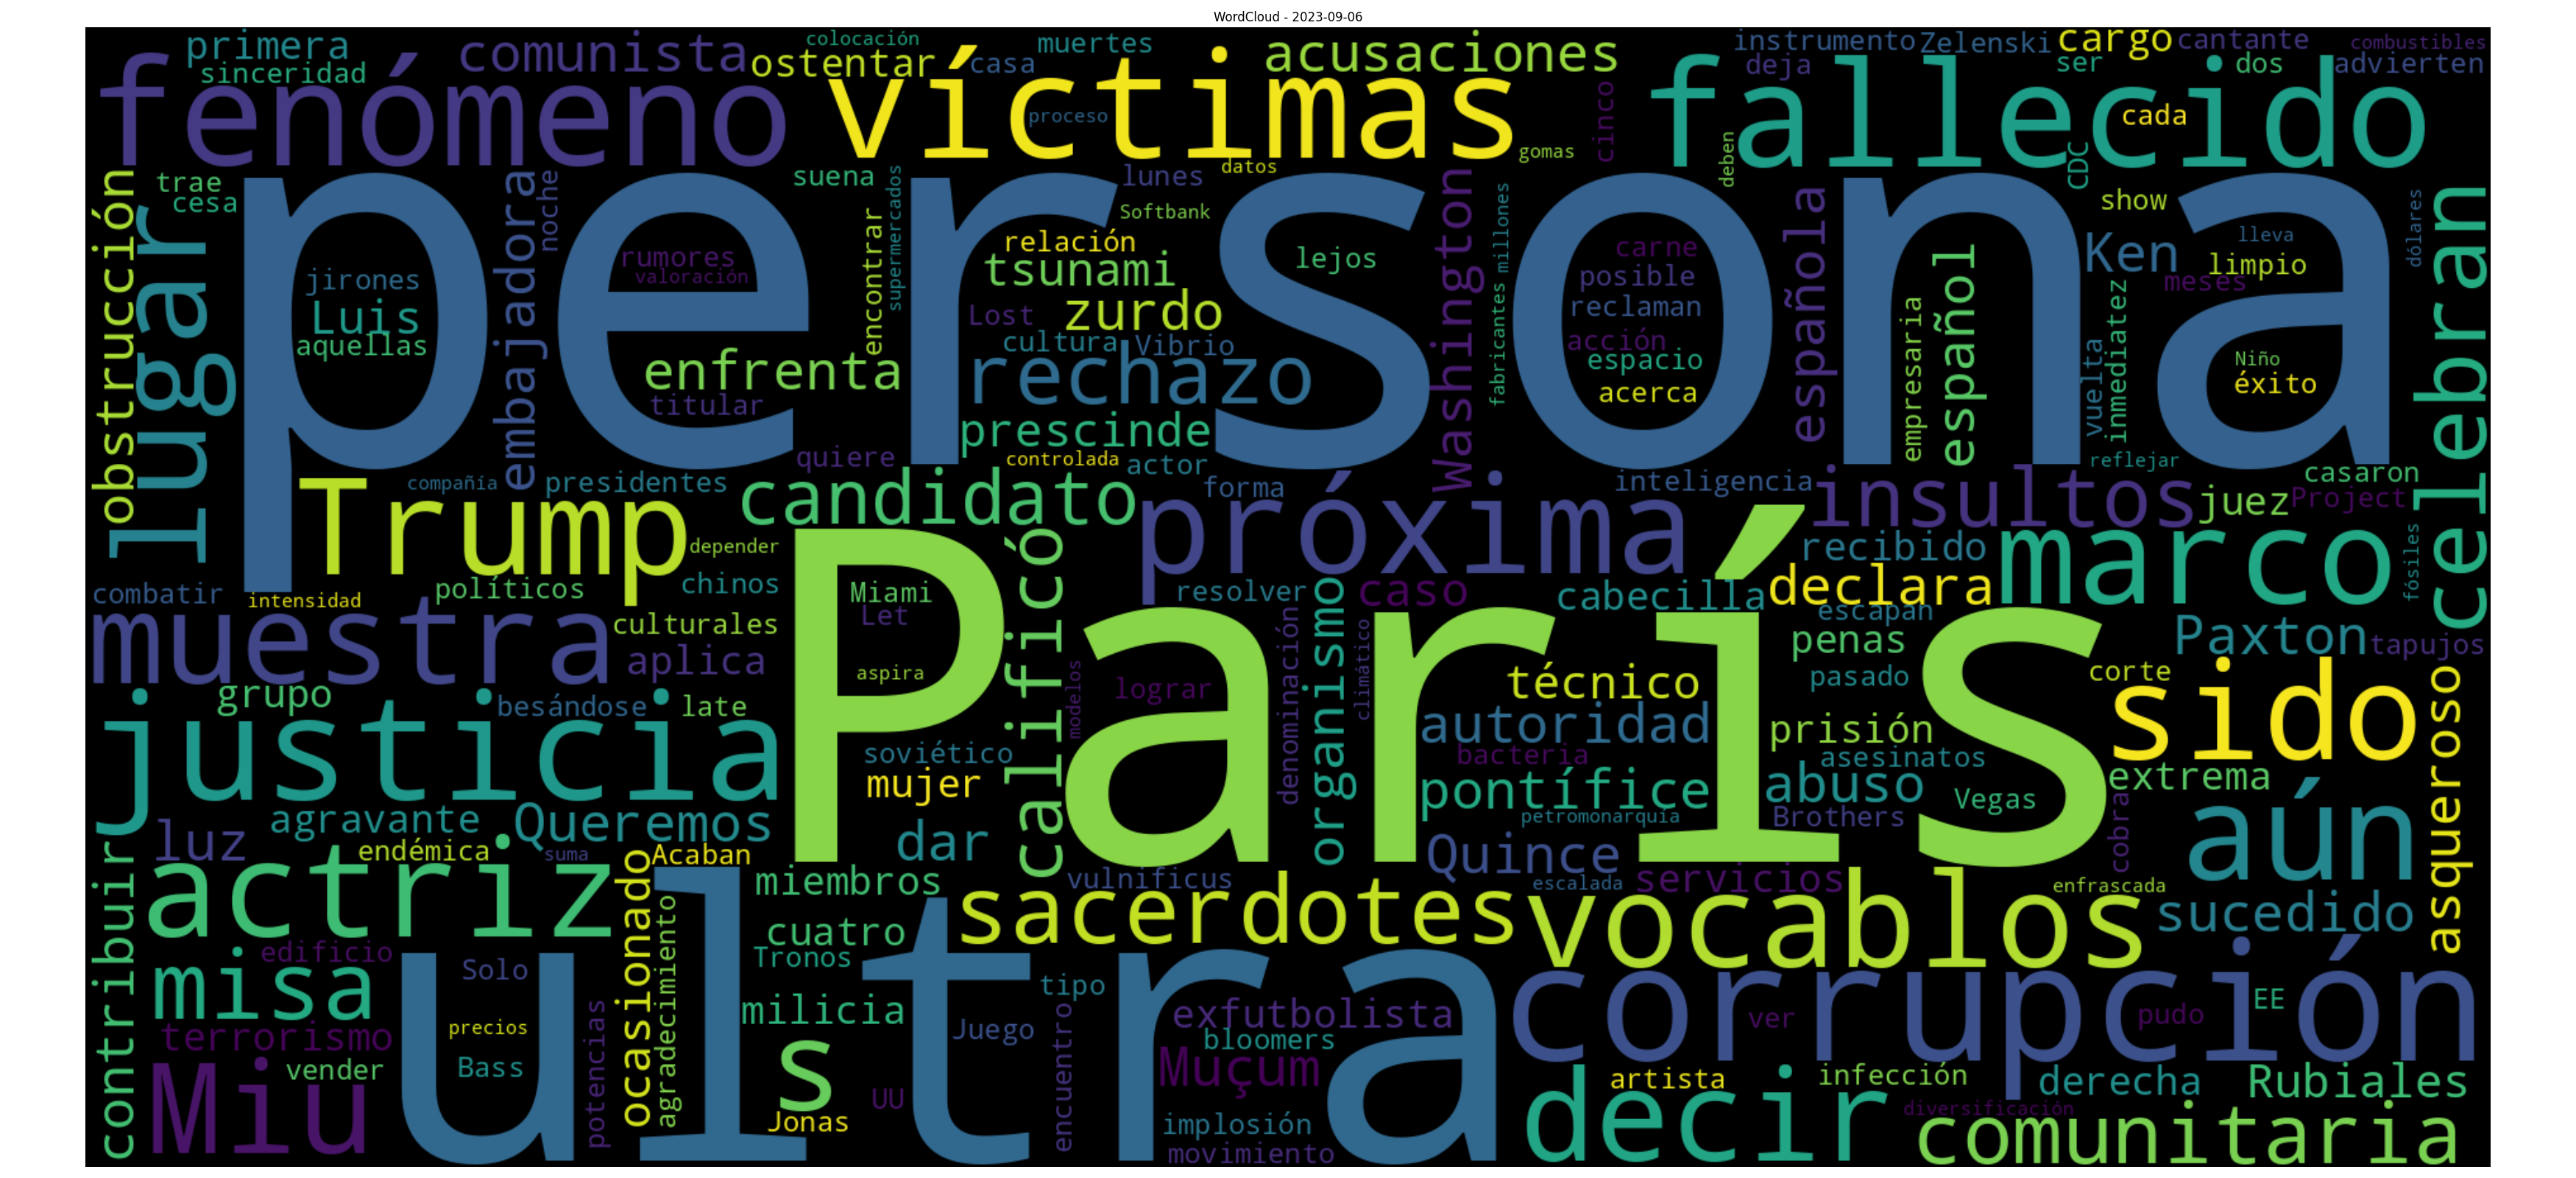 WordCloud - 2023-09-06
primera
sinceridad
fenómeno
comunista
colocación
ostentar
casa
muertes
víctimas
proceso
acusaciones
cinco
gomas
instrumento
Zelenski
cargo
cantante
combustibles
deja
ser
dos
advierten
fallecido
cada
CDC
deben
obstrucción
trae
cesa
lugar
persona
embajadora
noche
suena
datos
lunes
Softbank
supermercados
encontrar
rumores
valoración
relación
tsunami
lejos
jirones
Luis
aquellas
Lost
zurdo
cultura
Vibrio
rechazo
enfrenta
titular
prescinde
Washington
millones
fabricantes
carne
posible
reclaman
acción
espacio
acerca
española
empresaria
español
show
Ken
lleva
limpio
meses
dólares
vuelta
inmediatez
Niño
éxito
celebran
quiere
controlada
actor
compañía
presidentes
Trump
candidato
forma
próxima
inteligencia
insultos
reflejar
casaron
juez
Project
depender
calificó
recibido
marco
fósiles
combatir
intensidad
políticos
chinos
Miami
Let
París
resolver
caso
cabecilla
declara
escapan
muestra
culturales
aplica
aspira
modelos
lograr
denominación
organismo
climático
penas
Paxton
tapujos
grupo
besándose
late
técnico
pasado
corte
sido
justicia
soviético
mujer
autoridad
bacteria
prisión
asesinatos
asqueroso
pontífice
abuso
Vegas
extrema
agravante
Queremos
dar
petromonarquía
Brothers
cobra
aún
luz
endémica
suma
Acaban
Quince
contribuir
actriz
ocasionado
miembros
vulnificus
escalada
servicios
enfrascada
agradecimiento
cuatro
sacerdotes
vocablos
sucedido
edificio
Solo
Tronos
misa
ultra
tipo
corrupción
EE
milicia
exfutbolista
ver
pudo
terrorismo
precios
potencias
Juego
encuentro
bloomers
Miu
vender
Bass
s
UU
Muçum
artista
infección
derecha
Rubiales
Jonas
implosión
decir
diversificación
movimiento
comunitaria